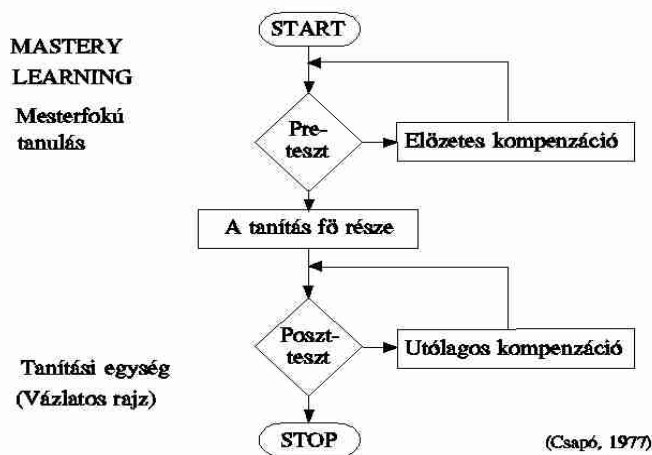 START
MASTERY
LEARNING
Mesterfokú
tanulás
Pre-
teszt
Előzetes kompenzáció
A tanítás fő része
Poszt-
teszt
Utólagos kompenzáció
Tanítási egység
(Vázlatos rajz)
STOP
(Csapó, 1977)